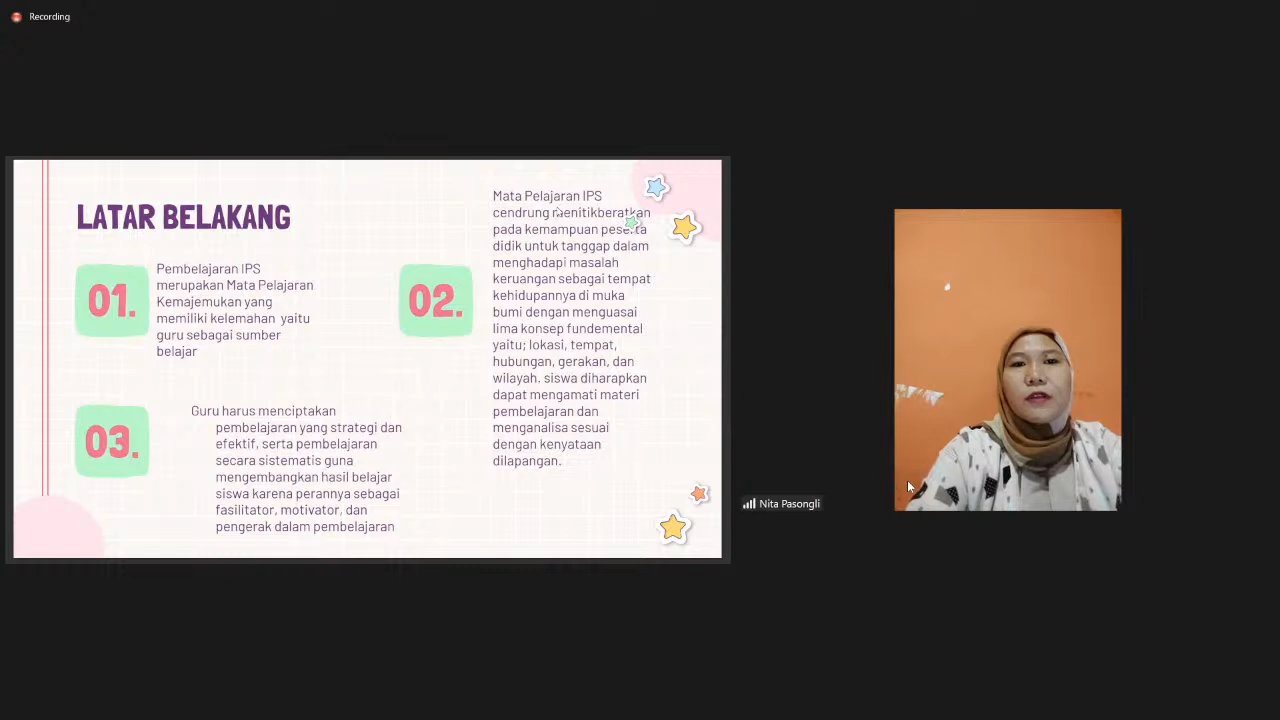 Recording
LATAR BELAKANG
01.
Pembelajaran IPS
merupakan Mata Pelajaran
Kemajemukan yang
memiliki kelemahan yaitu
guru sebagai sumber
belajar
02.
Mata Pelajaran IPS
cendrung menitikberatkan
pada kemampuan peserta
didik untuk tanggap dalam
menghadapi masalah
keruangan sebagai tempat
kehidupannya di muka
bumi dengan menguasai
lima konsep fundemental
yaitu; lokasi, tempat,
hubungan, gerakan, dan
wilayah. siswa diharapkan
dapat mengamati materi
pembelajaran dan
menganalisa sesuai
dengan kenyataan
dilapangan.
03.
Guru harus menciptakan
pembelajaran yang strategi dan
efektif, serta pembelajaran
secara sistematis guna
mengembangkan hasil belajar
siswa karena perannya sebagai
fasilitator, motivator, dan
pengerak dalam pembelajaran
Nita Pasongli